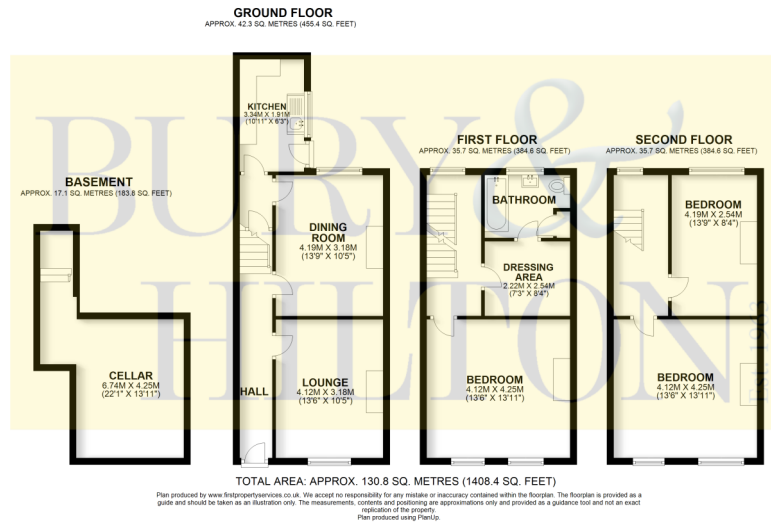 GROUND FLOOR
APPROX. 42.3 SQ. METRES (455.4 SQ. FEET)
KITCHEN
3.34M X 1.91M
(10'11" X 6'3")
FIRST FLOOR
APPROX. 35.7 SQ. METRES (384.6 SQ. FEET)
SECOND FLOOR
APPROX. 35.7 SQ. METRES (384.6 SQ. FEET)
BURY&
HILTON
Est. 1983
BASEMENT
APPROX. 17.1 SQ. METRES (183.8 SQ. FEET)
BATHROOM
BEDROOM
4.19M X 2.54M
(13'9" X 8'4")
DINING
ROOM
4.19M X 3.18M
(13'9" X 10'5")
DRESSING
AREA
2.22M X 2.54M
(7'3" X 8'4")
CELLAR
6.74M X 4.25M
(22'1" X 13'11")
HALL
LOUNGE
4.12M X 3.18M
(13'6" X 10'5")
BEDROOM
4.12M X 4.25M
(13'6" X 13'11")
BEDROOM
4.12M X 4.25M
(13'6" X 13'11")
TOTAL AREA: APPROX. 130.8 SQ. METRES (1408.4 SQ. FEET)
Plan produced by www.firstpropertyservices.co.uk. We accept no responsibility for any mistake or inaccuracy contained within the floorplan. The floorplan is provided as a
guide and should be taken as an illustration only. The measurements, contents and positioning are approximations only and provided as a guidance tool and not an exact
replication of the property.
Plan produced using PlanUp.